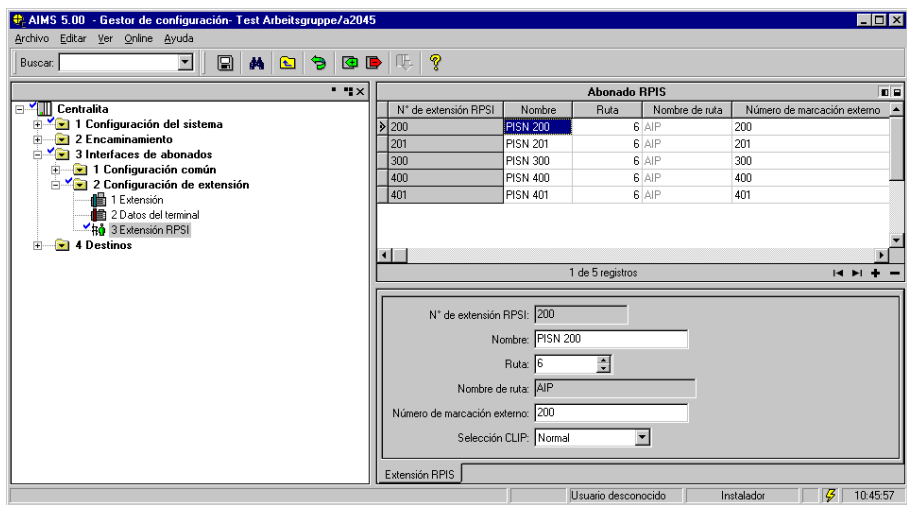 AIMS 5.00 - Gestor de configuración- Test Arbeitsgruppe/a2045
Archivo Editar Ver Online Ayuda
Buscar:
Centralita
1 Configuración del sistema
2 Encaminamiento
3 Interfaces de abonados
1 Configuración común
2 Configuración de extensión
1 Extensión
2 Datos del terminal
3 Extensión RPSI
4 Destinos
Abonado RPIS
N° de extensión RPSI Nombre Ruta Nombre de ruta Número de marcación externo
200 PISN 200 6 AIP 200
201 PISN 201 6 AIP 201
300 PISN 300 6 AIP 300
400 PISN 400 6 AIP 400
401 PISN 401 6 AIP 401
1 de 5 registros
N° de extensión RPSI: 200
Nombre: PISN 200
Ruta: 6
Nombre de ruta: AIP
Número de marcación externo: 200
Selección CLIP: Normal
Extensión RPIS
Usuario desconocido Instalador 10:45:57